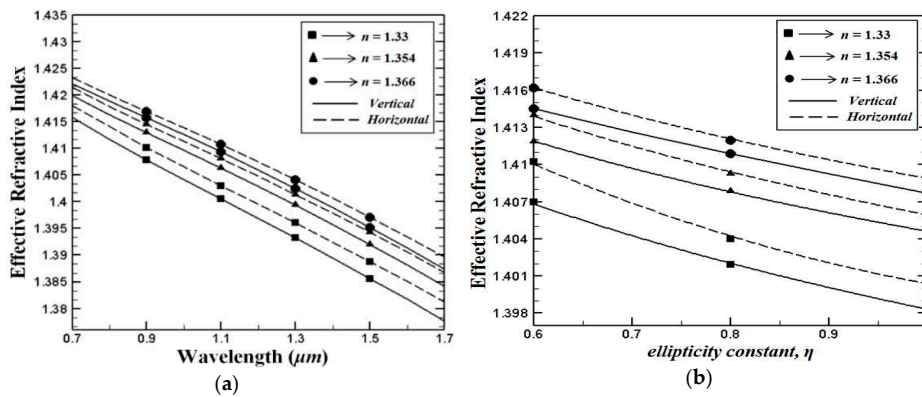 1.435
1.43
1.425
1.42
1.415
1.41
1.405
1.4
1.395
1.39
1.385
1.38
Effective Refractive Index
0.7 0.9 1.1 1.3 1.5 1.7
Wavelength (μm)
n = 1.33
n = 1.354
n = 1.366
Vertical
Horizontal
(a)
1.422
1.419
1.416
1.413
1.41
1.407
1.404
1.401
1.398
Effective Refractive Index
0.6 0.7 0.8 0.9
ellipticity constant, η
n = 1.33
n = 1.354
n = 1.366
Vertical
Horizontal
(b)